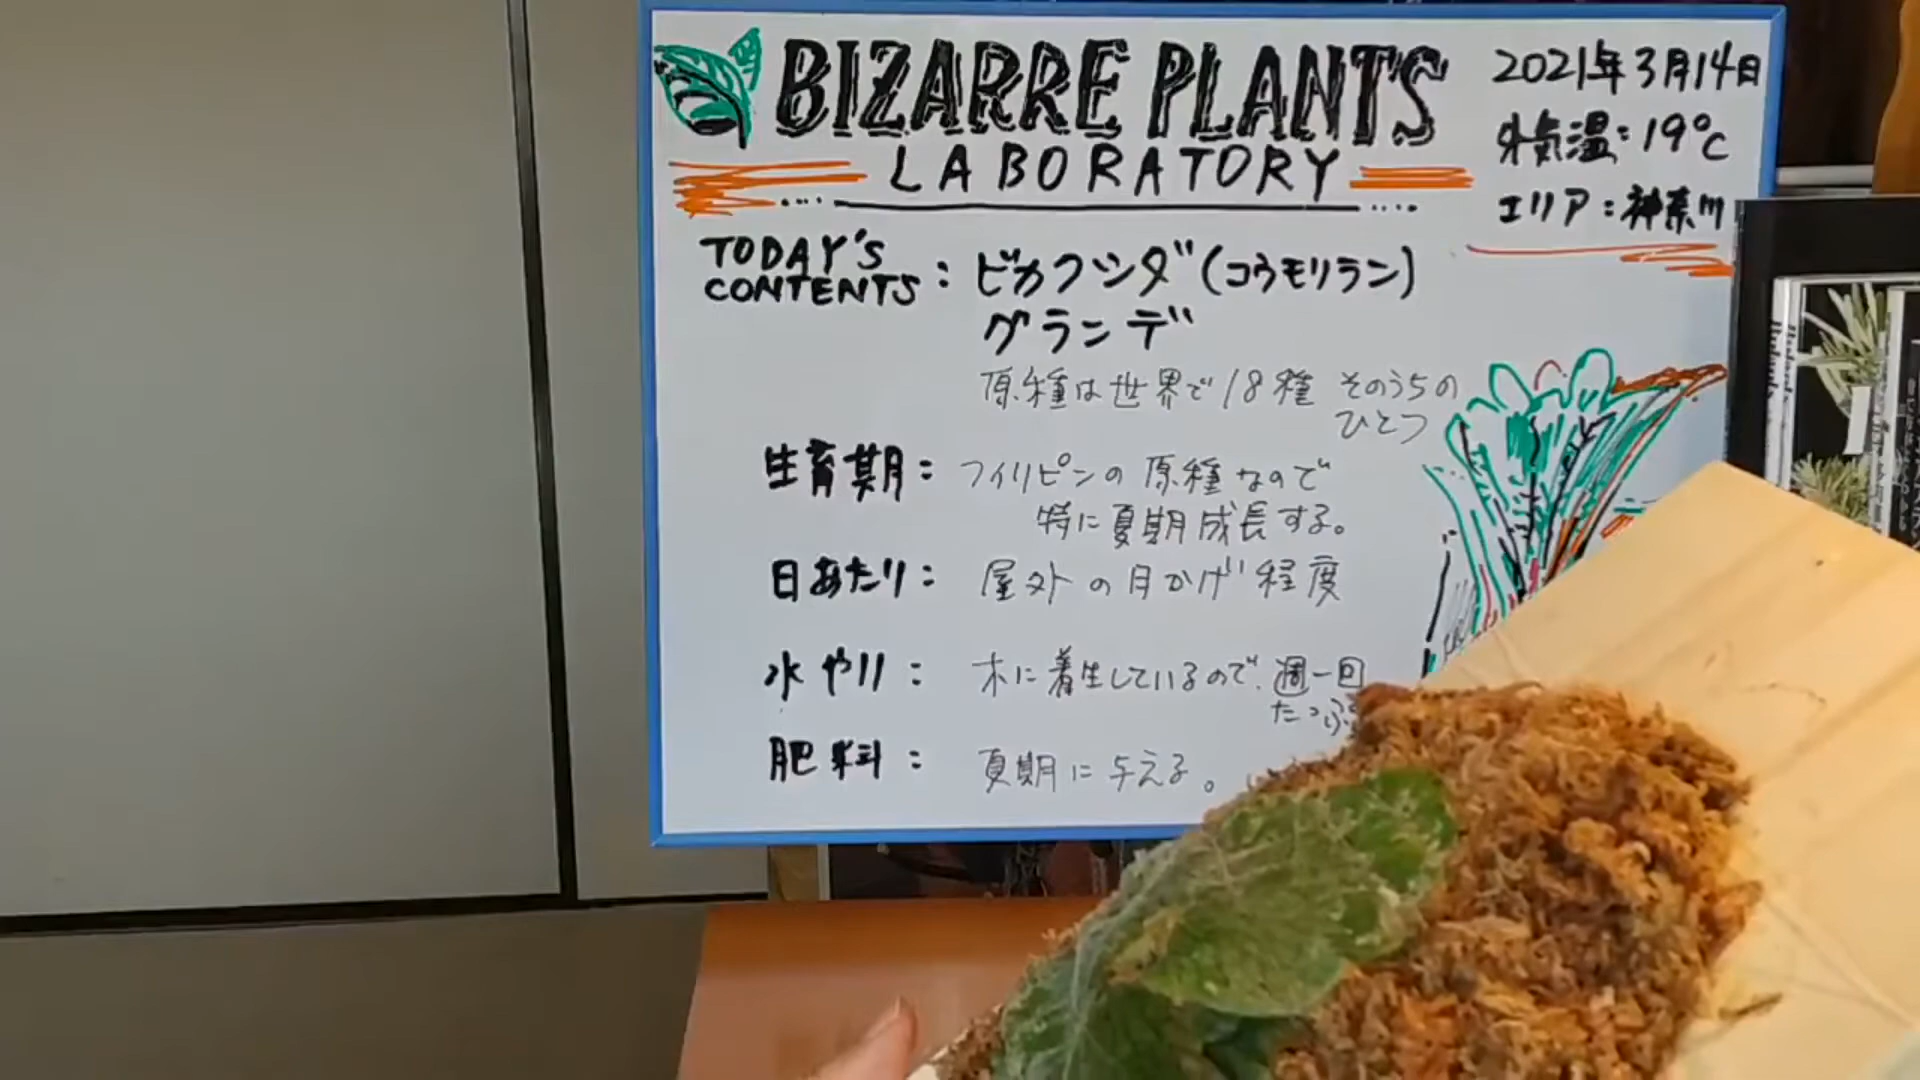 BIZARRE PLANTS
LABORATORY
2021年3月14日
外気温:19℃
エリア:神奈川
TODAY'S
CONTENTS : ビカクシダ(コウモリラン)
グランデ
原種は世界で18種 そのうちの
ひとつ
生育期: フィリピンの原種なので
特に夏期成長する。
日あたり: 屋外の日かげ程度
水やり: 木に着生しているので、週一回
たっぷ
肥料: 夏期に与える。